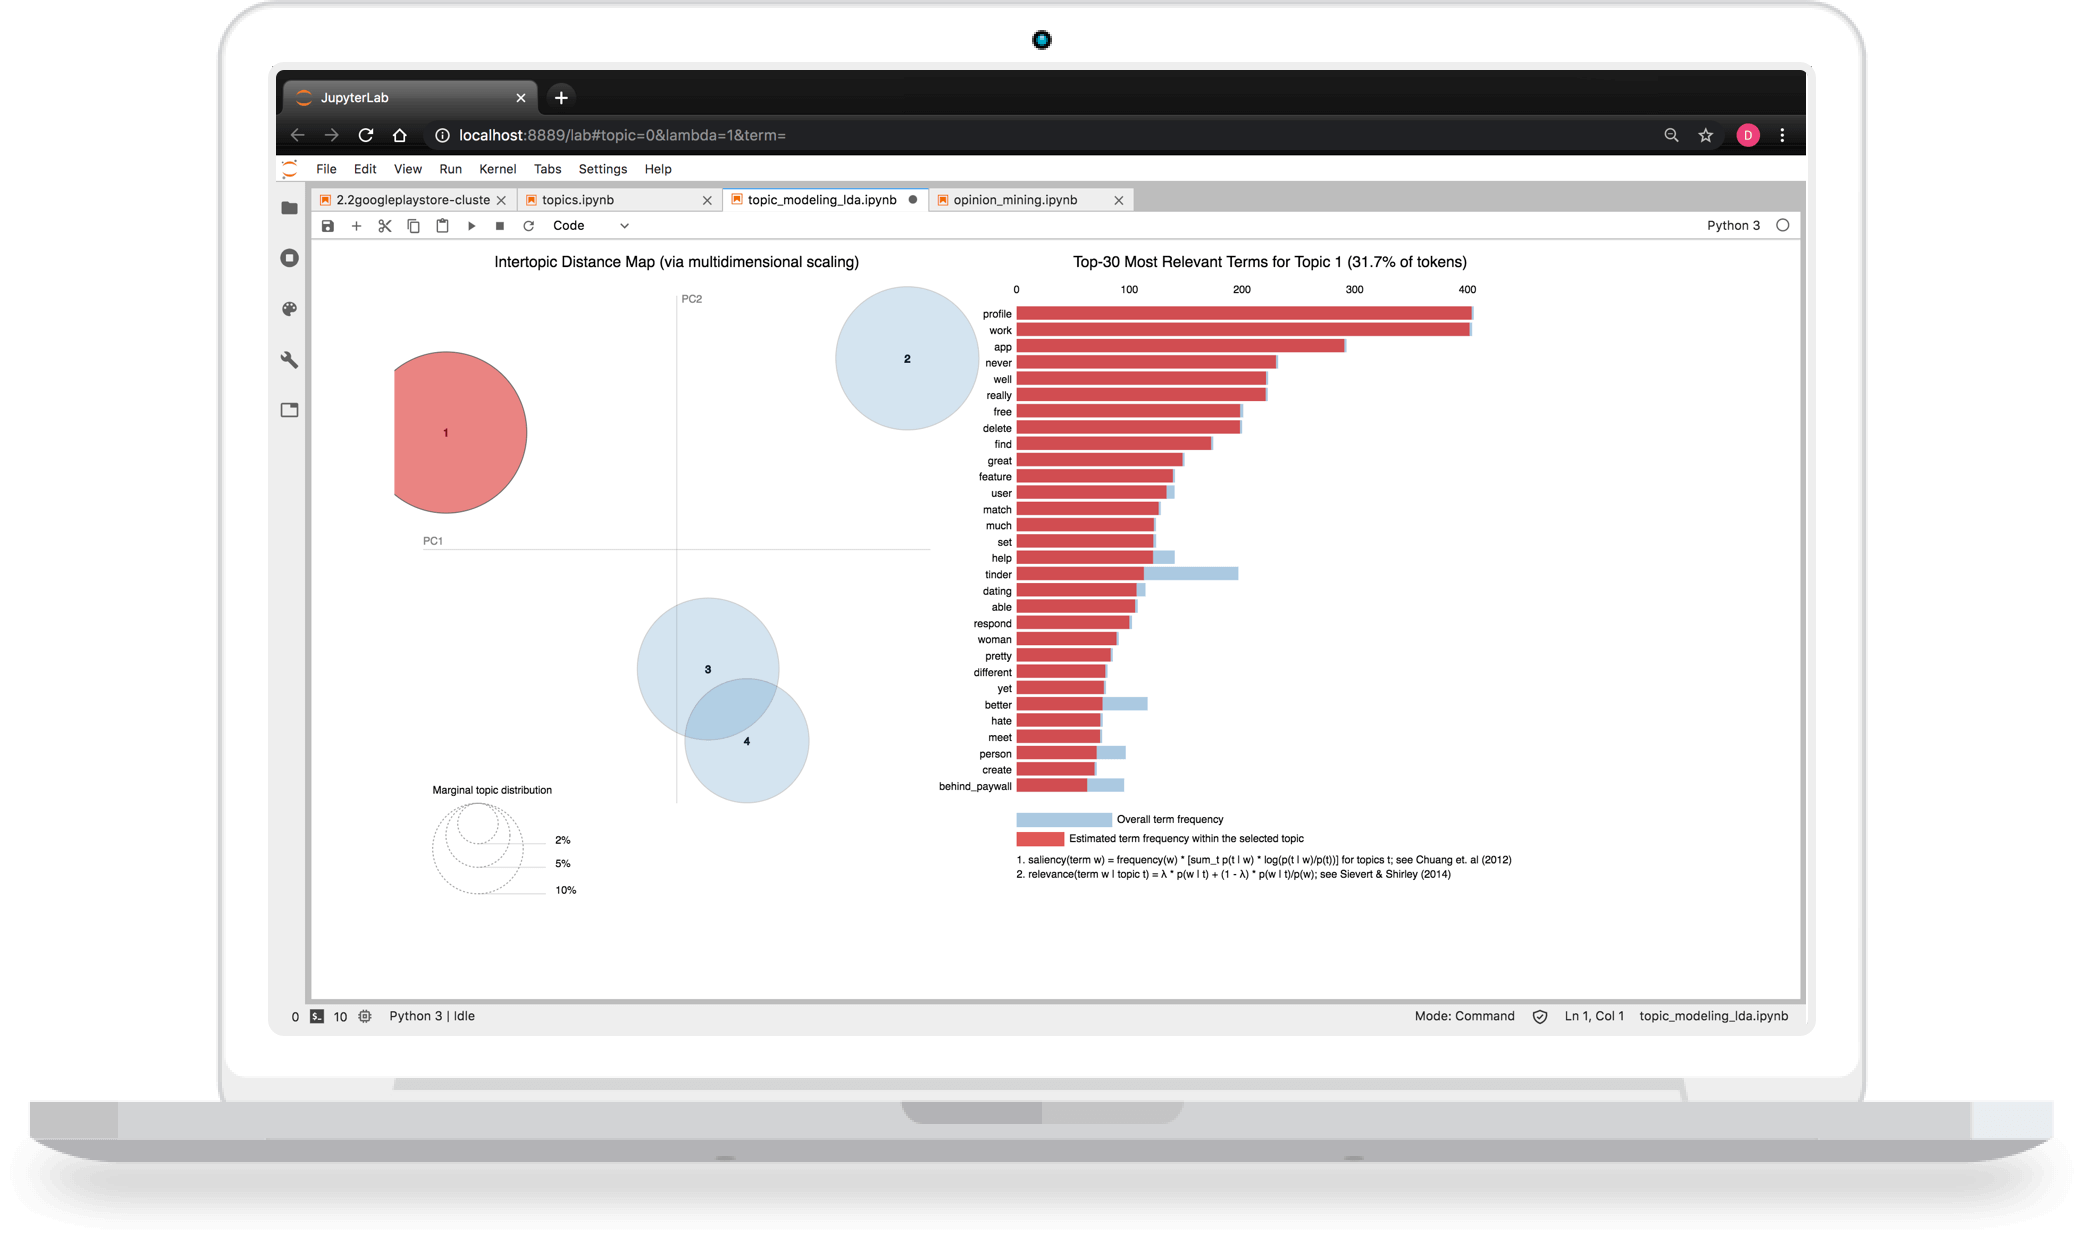 JupyterLab
localhost:8889/lab#topic=0&lambda=1&term=
D
File Edit View Run Kernel Tabs Settings Help
2.2googleplaystore-cluste topics.ipynb topic_modeling_lda.ipynb opinion_mining.ipynb
Code Python 3
Intertopic Distance Map (via multidimensional scaling)
PC2
2
1
PC1
3
4
Marginal topic distribution
2%
5%
10%
Top-30 Most Relevant Terms for Topic 1 (31.7% of tokens)
0 100 200 300 400
profile
work
app
never
well
really
free
delete
find
great
feature
user
match
much
set
help
tinder
dating
able
respond
woman
pretty
different
yet
better
hate
meet
person
create
behind_paywall
Overall term frequency
Estimated term frequency within the selected topic
1. saliency(term w) = frequency(w) * [sum_t p(t | w) * log(p(t | w)/p(t))] for topics t; see Chuang et. al (2012)
2. relevance(term w | topic t) = λ * p(w | t) + (1 - λ) * p(w | t)/p(w); see Sievert & Shirley (2014)
0 $_ 10 Python 3 | Idle Mode: Command Ln 1, Col 1 topic_modeling_lda.ipynb